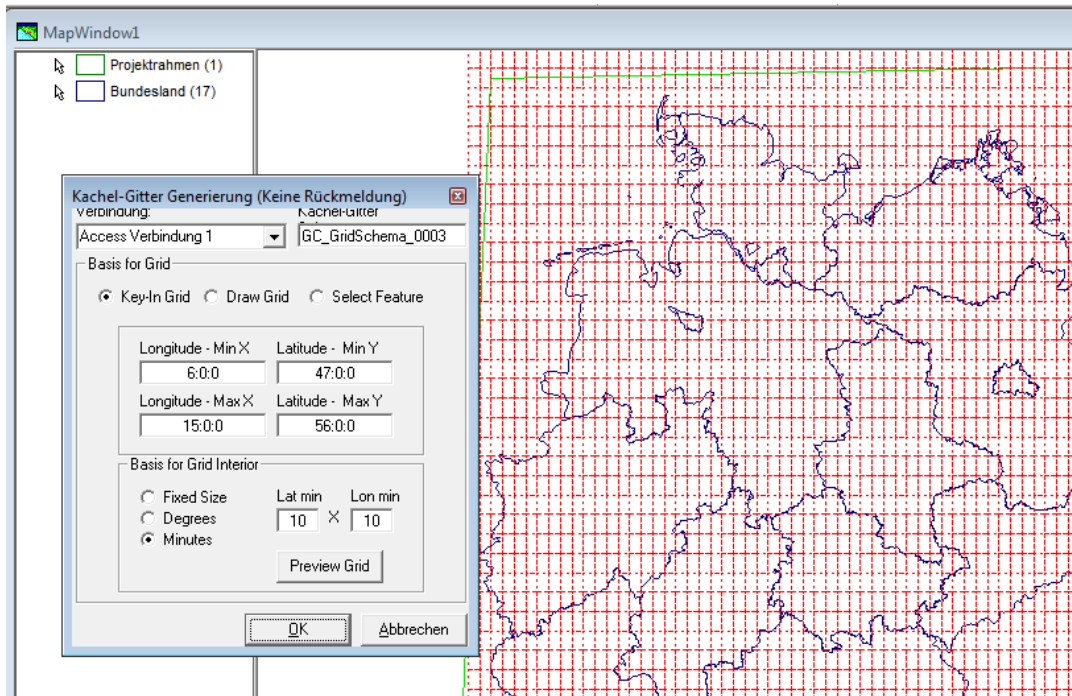 MapWindow1
Projektrahmen (1)
Bundesland (17)
Kachel-Gitter Generierung (Keine Rückmeldung)
Verbindung: Kachel-Gitter
Access Verbindung 1 GC_GridSchema_0003
Basis for Grid
Key-In Grid Draw Grid Select Feature
Longitude - Min X Latitude - Min Y
6:0:0 47:0:0
Longitude - Max X Latitude - Max Y
15:0:0 56:0:0
Basis for Grid Interior
Fixed Size Lat min Lon min
Degrees 10 X 10
Minutes
Preview Grid
OK Abbrechen